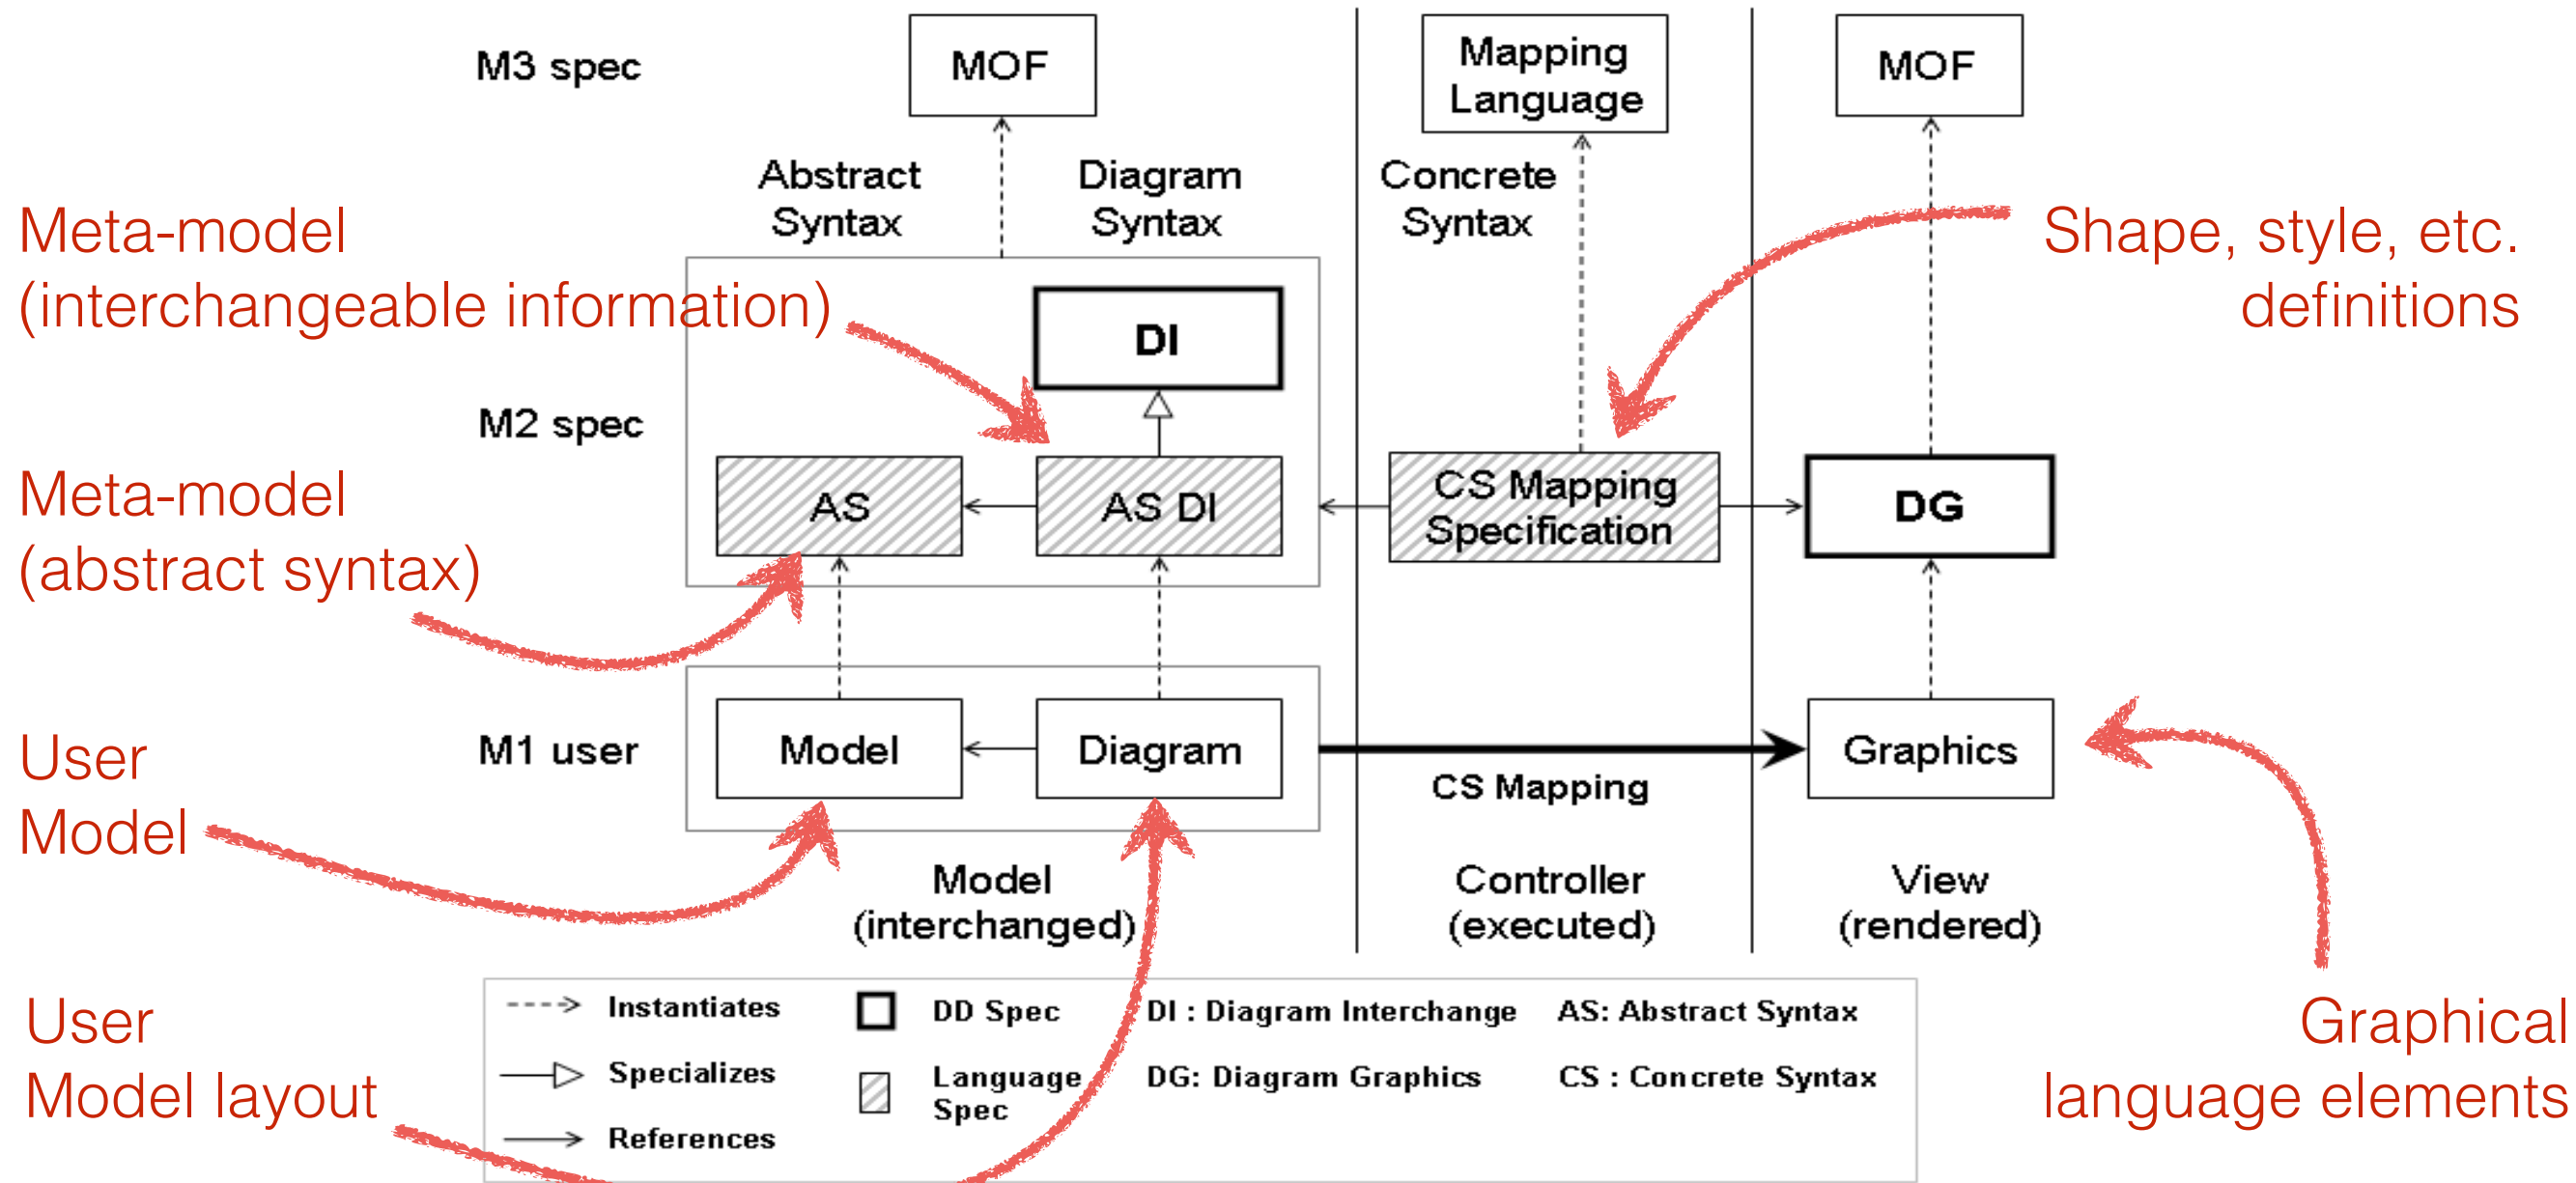 M3 spec
MOF
Mapping
Language
MOF
Abstract
Syntax
Diagram
Syntax
Concrete
Syntax
Meta-model
(interchangeable information)
Shape, style, etc.
definitions
DI
M2 spec
Meta-model
(abstract syntax)
AS
AS DI
CS Mapping
Specification
DG
User
Model
M1 user
Model
Diagram
CS Mapping
Graphics
Model
(interchanged)
Controller
(executed)
View
(rendered)
User
Model layout
Graphical
language elements
Instantiates
Specializes
References
DD Spec
Language
Spec
DI : Diagram Interchange
DG: Diagram Graphics
AS: Abstract Syntax
CS : Concrete Syntax